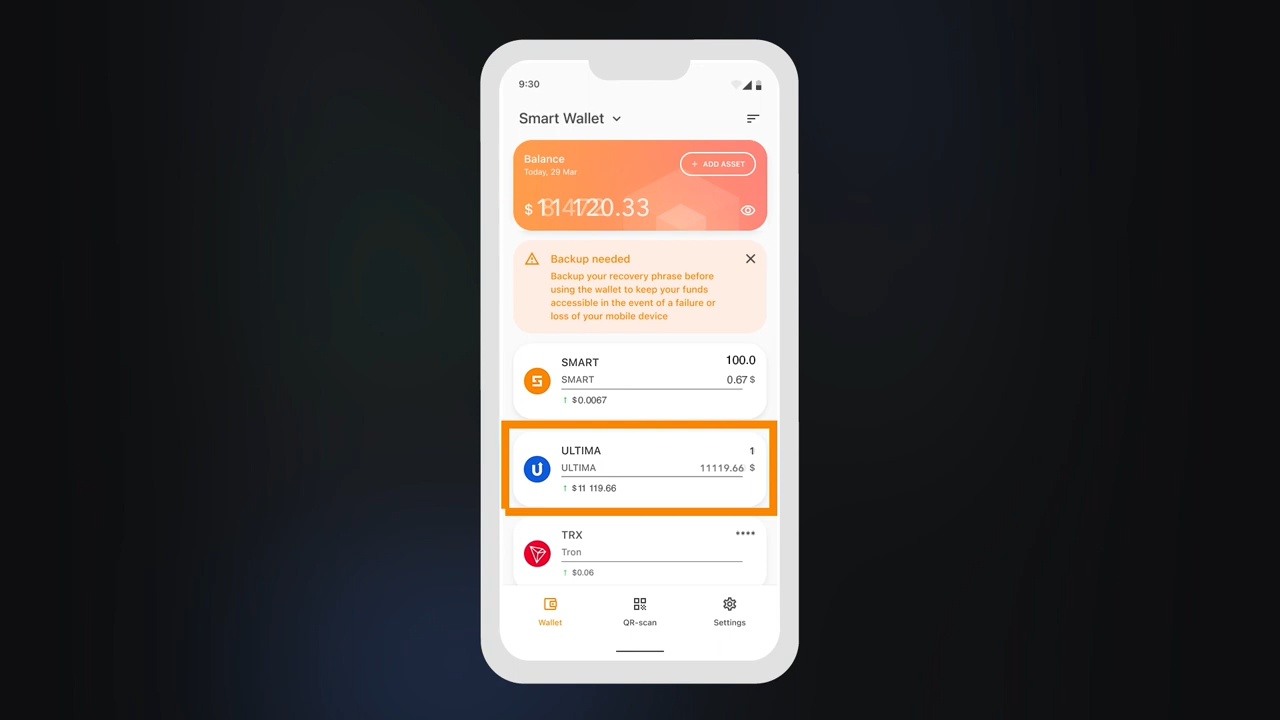 9:30
Smart Wallet
Balance
+ ADD ASSET
Today, 29 Mar
$ 11 120.33
Backup needed
Backup your recovery phrase before
using the wallet to keep your funds
accessible in the event of a failure or
loss of your mobile device
SMART 100.0
SMART 0.67 $
↑ $0.0067
ULTIMA 1
ULTIMA 11119.66 $
↑ $11 119.66
TRX ••••
Tron
↑ $0.06
Wallet QR-scan Settings